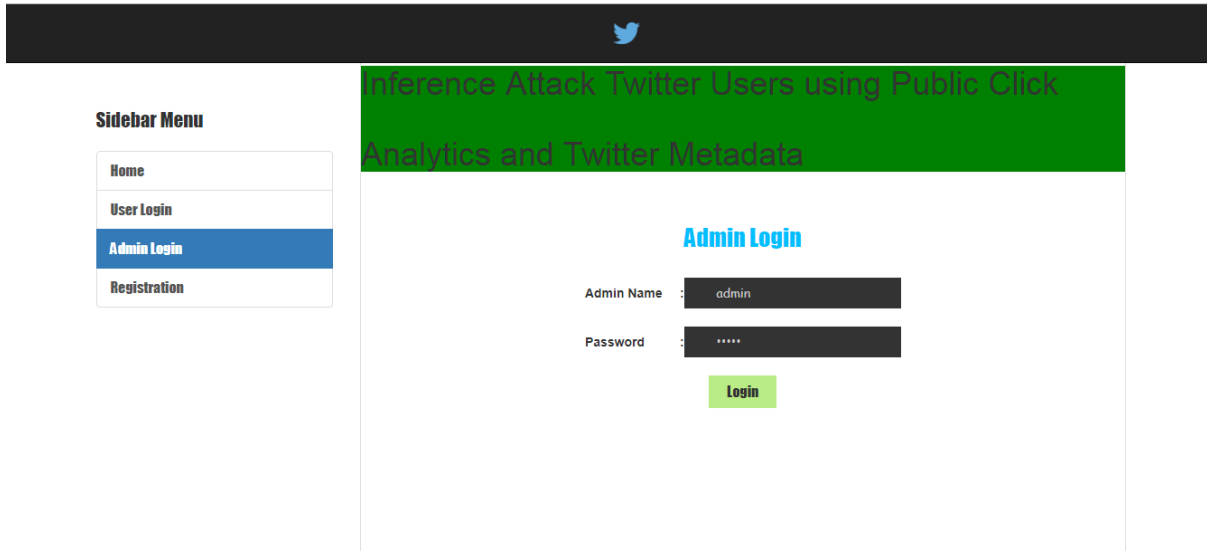 Inference Attack Twitter Users using Public Click
Analytics and Twitter Metadata
Sidebar Menu
Home
User Login
Admin Login
Registration
Admin Login
Admin Name : admin
Password : •••••
Login